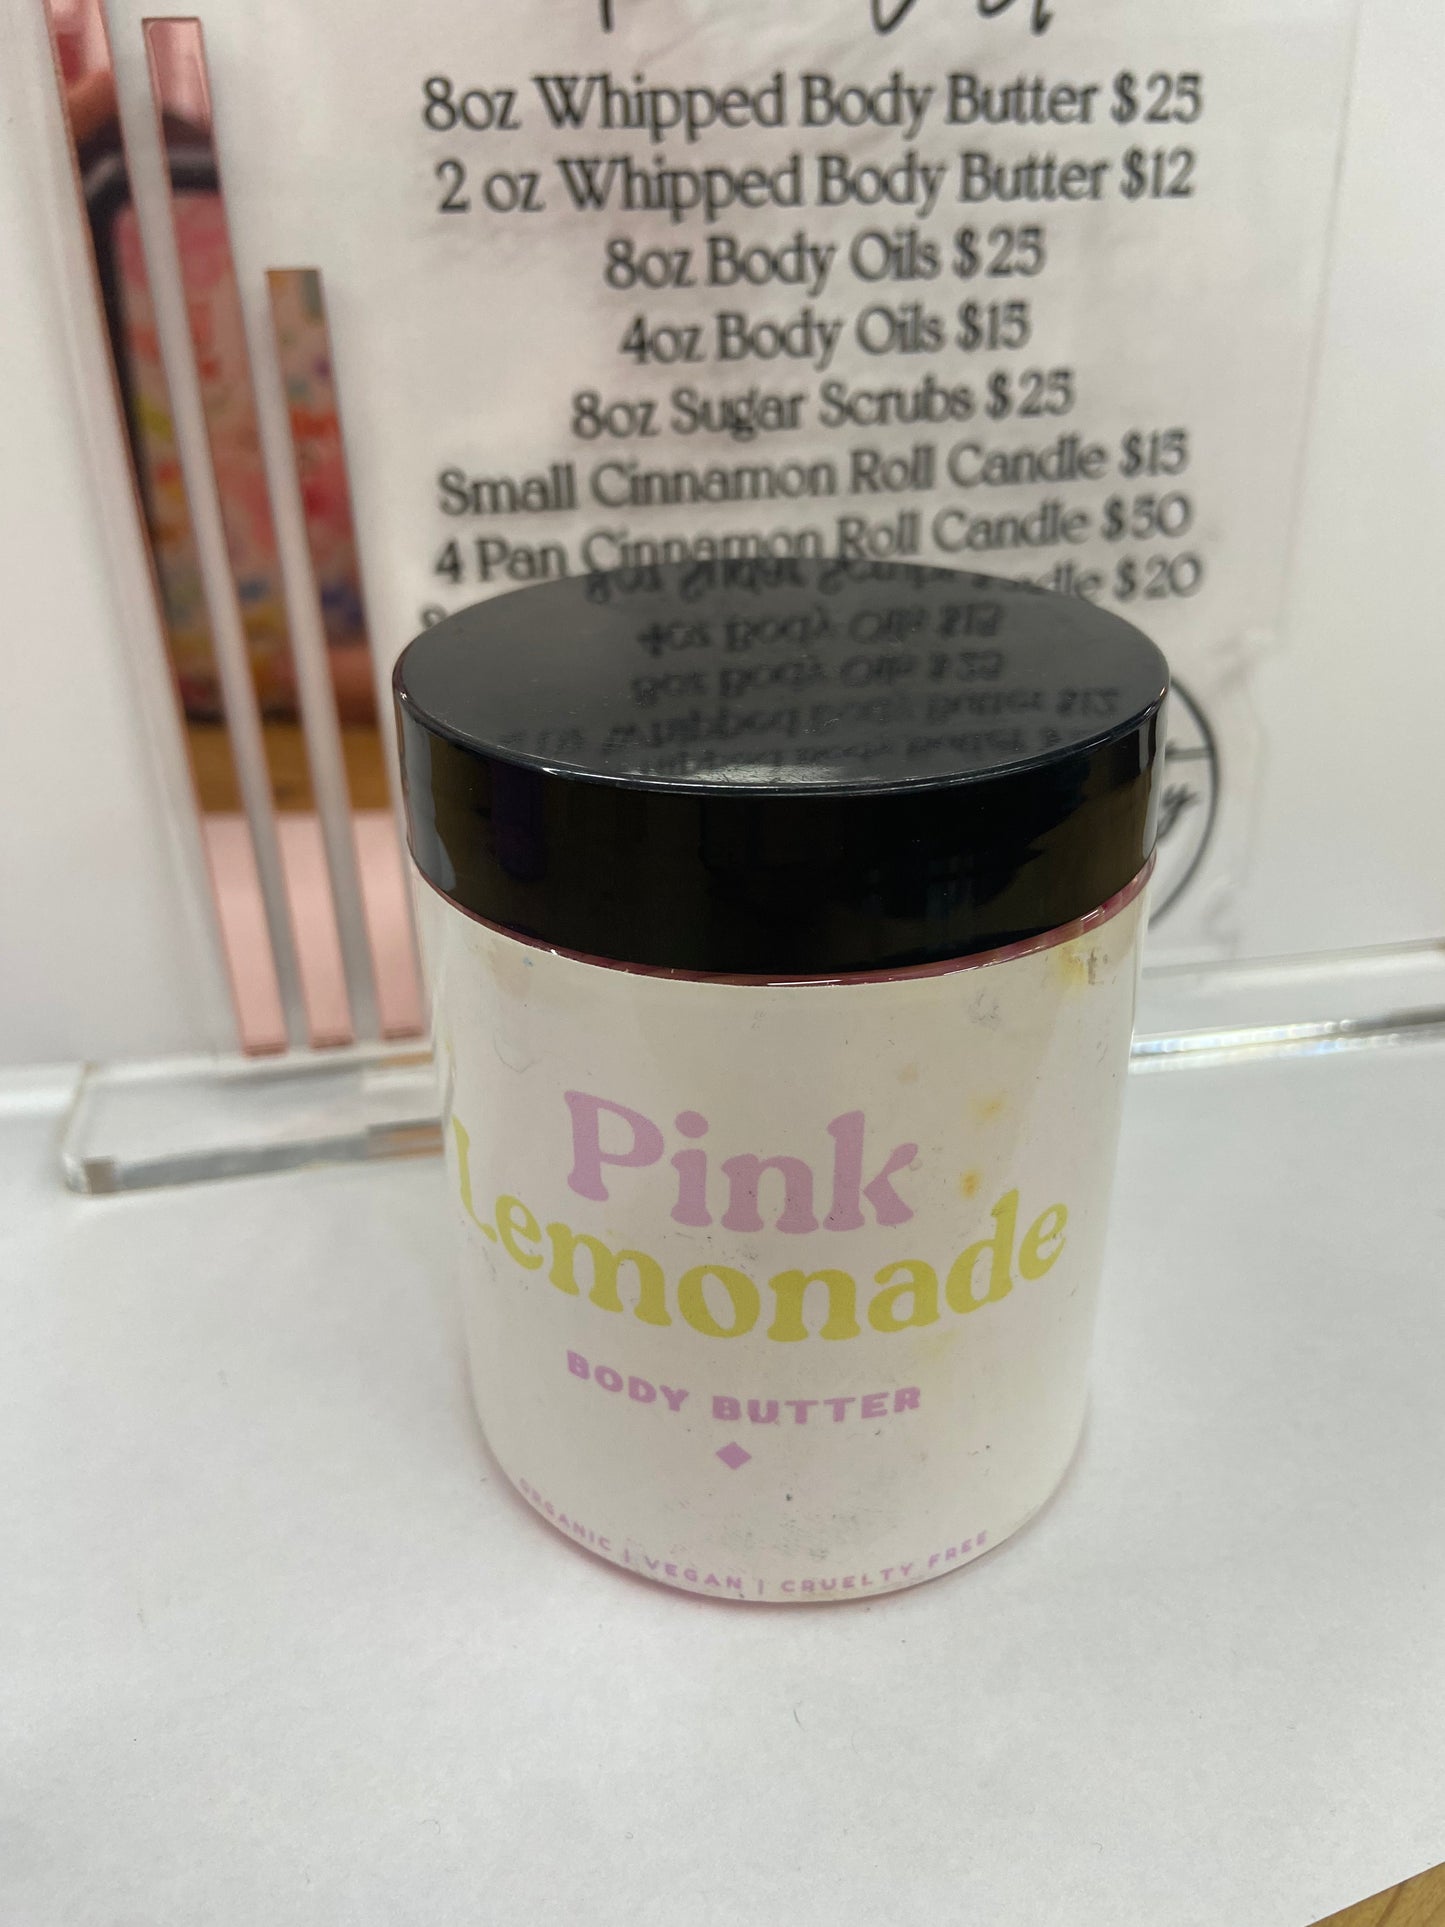 8oz Whipped Body Butter $25
2 oz Whipped Body Butter $12
8oz Body Oils $25
4oz Body Oils $15
8oz Sugar Scrubs $25
Small Cinnamon Roll Candle $15
4 Pan Cinnamon Roll Candle $50
$20
Pink
Lemonade
BODY BUTTER
ORGANIC | VEGAN | CRUELTY FREE